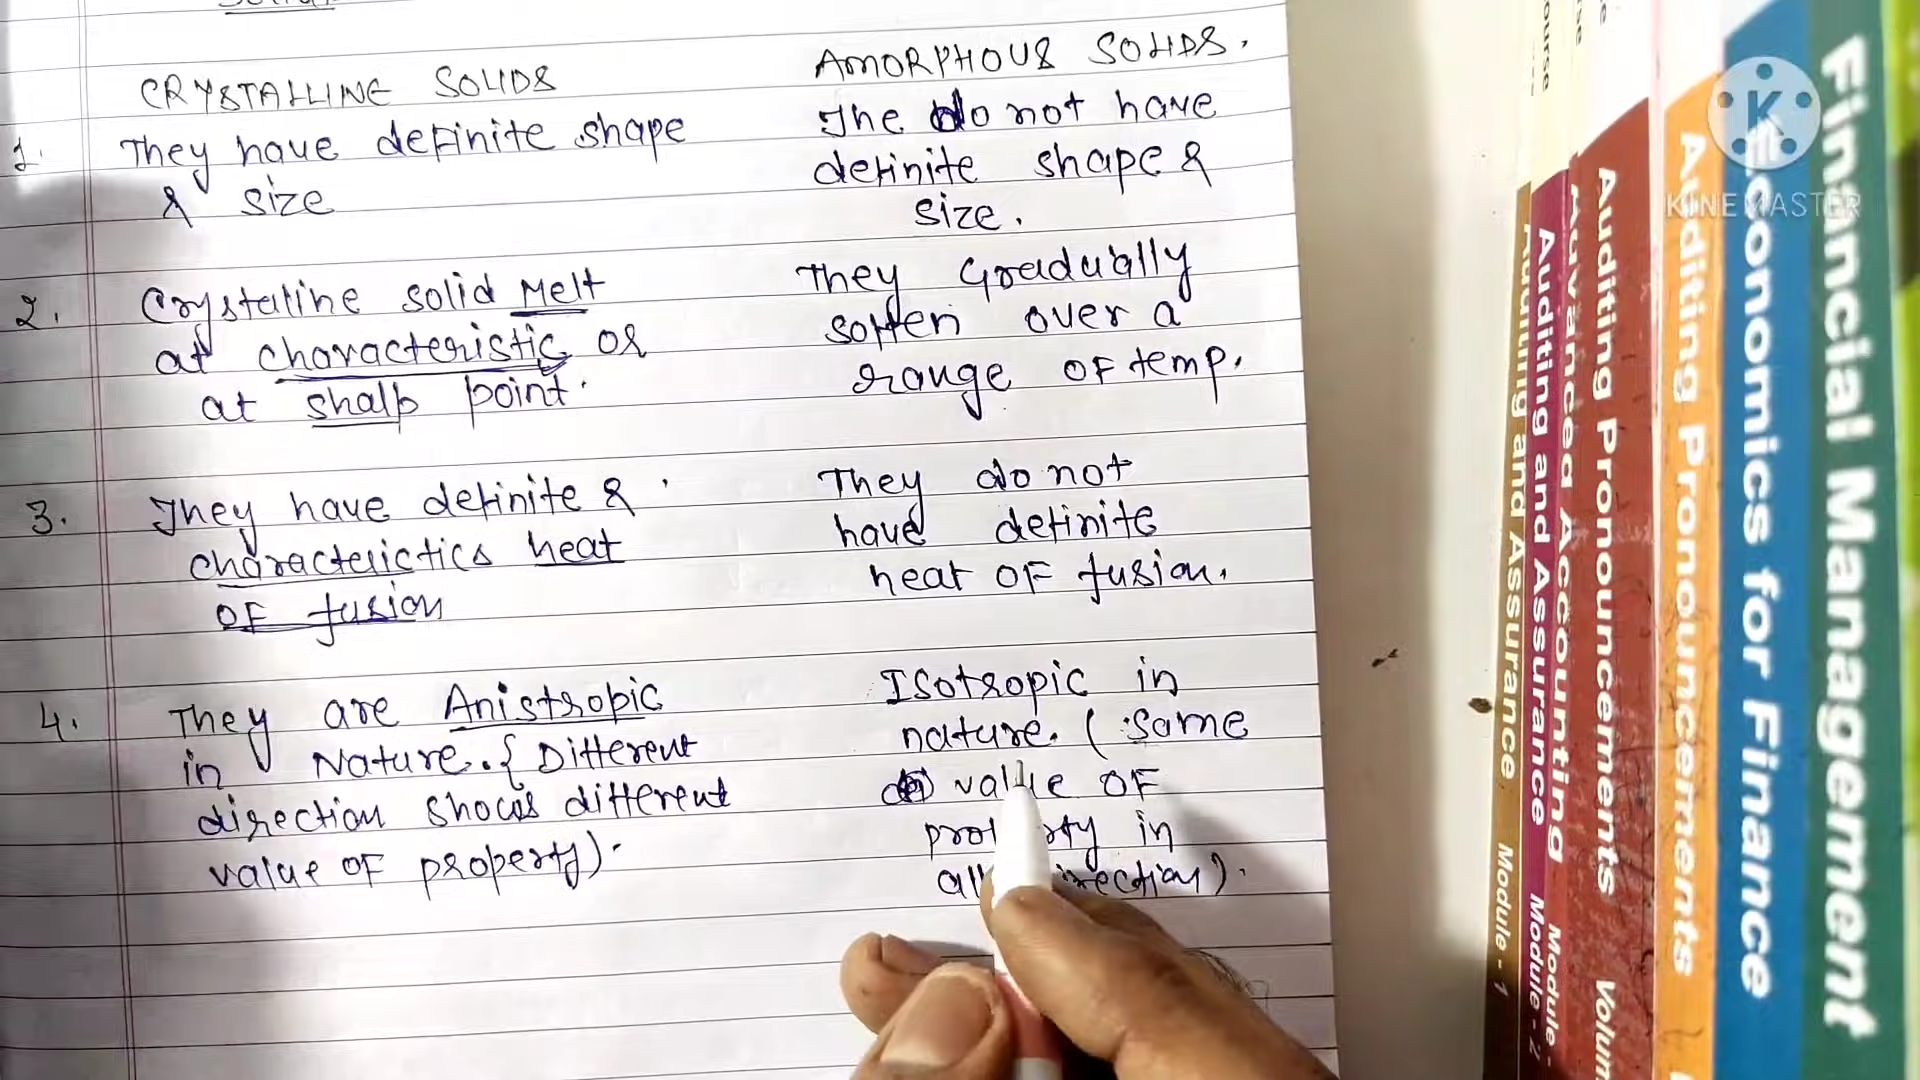 CRYSTALLINE SOLIDS
1. They have definite shape
& size
2. Crystalline solid Melt
at characteristic or
at sharp point.
3. They have definite &
characterictics heat
OF fusion
4. They are Anistropic
in Nature. { Different
direction shows different
value OF property).
AMORPHOUS SOLIDS.
The do not have
definite shape &
size.
They Gradually
soften over a
range OF temp.
They do not
have definite
heat OF fusion.
Isotropic in
nature. (Same
value OF
in
KINEMASTER
ourse
Auditing and Assurance Module - 1
Auditing and Assurance Module - 2
Advanced Accounting Module -
Auditing Pronouncements Volum
Auditing Pronouncements
Economics for Finance
Financial Management